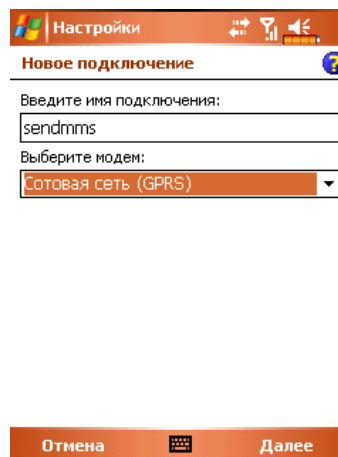 Настройки
Новое подключение
?
Введите имя подключения:
sendmms
Выберите модем:
Сотовая сеть (GPRS)
Отмена
Далее